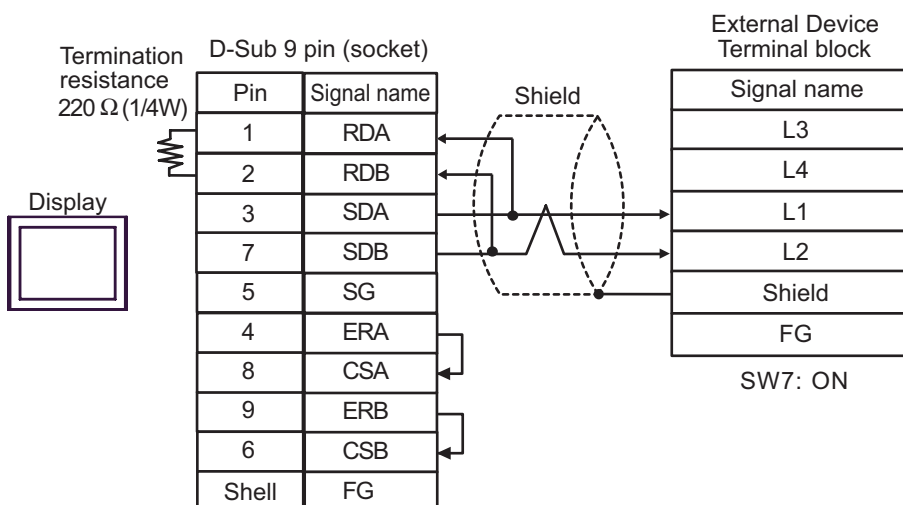 External Device
Terminal block
Termination
resistance
220 Ω (1/4W)
D-Sub 9 pin (socket)
Pin Signal name
1 RDA
2 RDB
3 SDA
7 SDB
5 SG
4 ERA
8 CSA
9 ERB
6 CSB
Shell FG
Display
Shield
Signal name
L3
L4
L1
L2
Shield
FG
SW7: ON